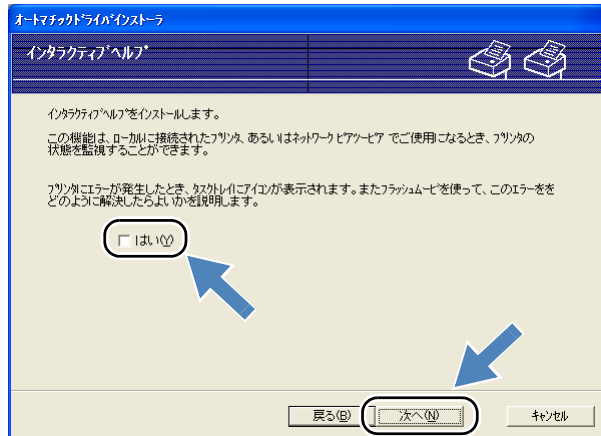 オートマチックドライバインストーラ
インタラクティブヘルプ
インタラクティブヘルプをインストールします。
この機能は、ローカルに接続されたプリンタ、あるいはネットワーク ピアツーピア でご使用になるとき、プリンタの
状態を監視することができます。
プリンタにエラーが発生したとき、タスクトレイにアイコンが表示されます。またフラッシュムービを使って、このエラーをを
どのように解決したらよいかを説明します。
はい(Y)
戻る(B) 次へ(N) キャンセル